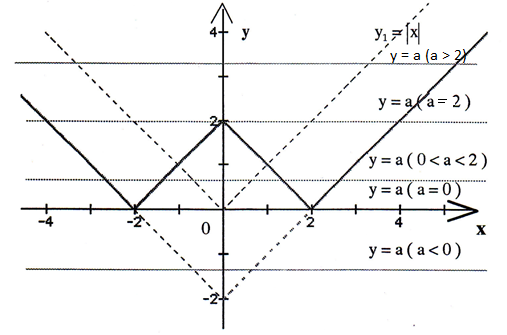 4
y
y₁ = |x|
y = a (a > 2)
y = a ( a = 2 )
2
y = a ( 0 < a < 2 )
y = a ( a = 0 )
-4
-2
0
2
4
x
y = a ( a < 0 )
-2